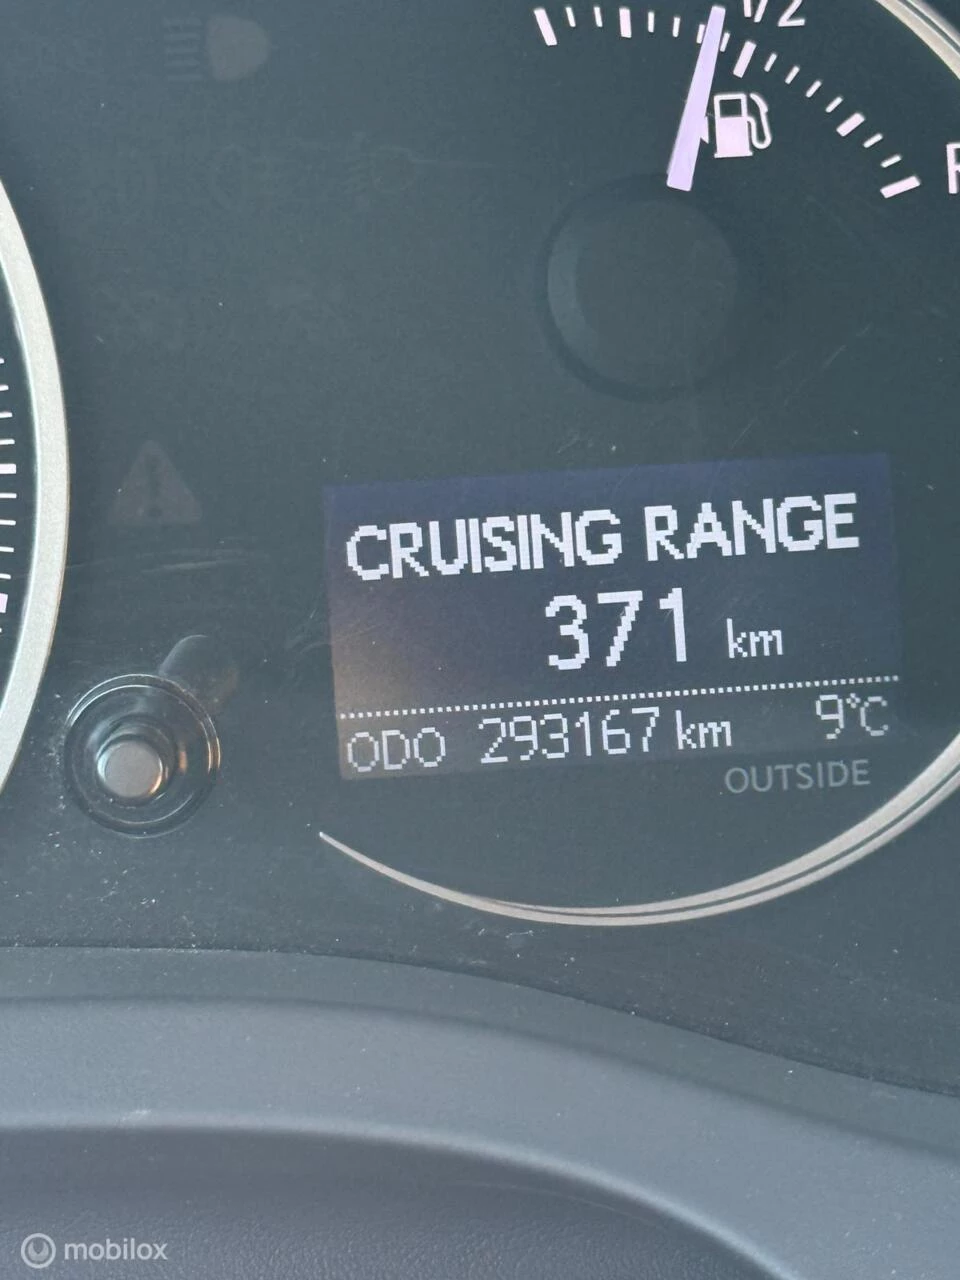 1/2
F
CRUISING RANGE
371 km
ODO 293167 km 9°C
OUTSIDE
mobilox